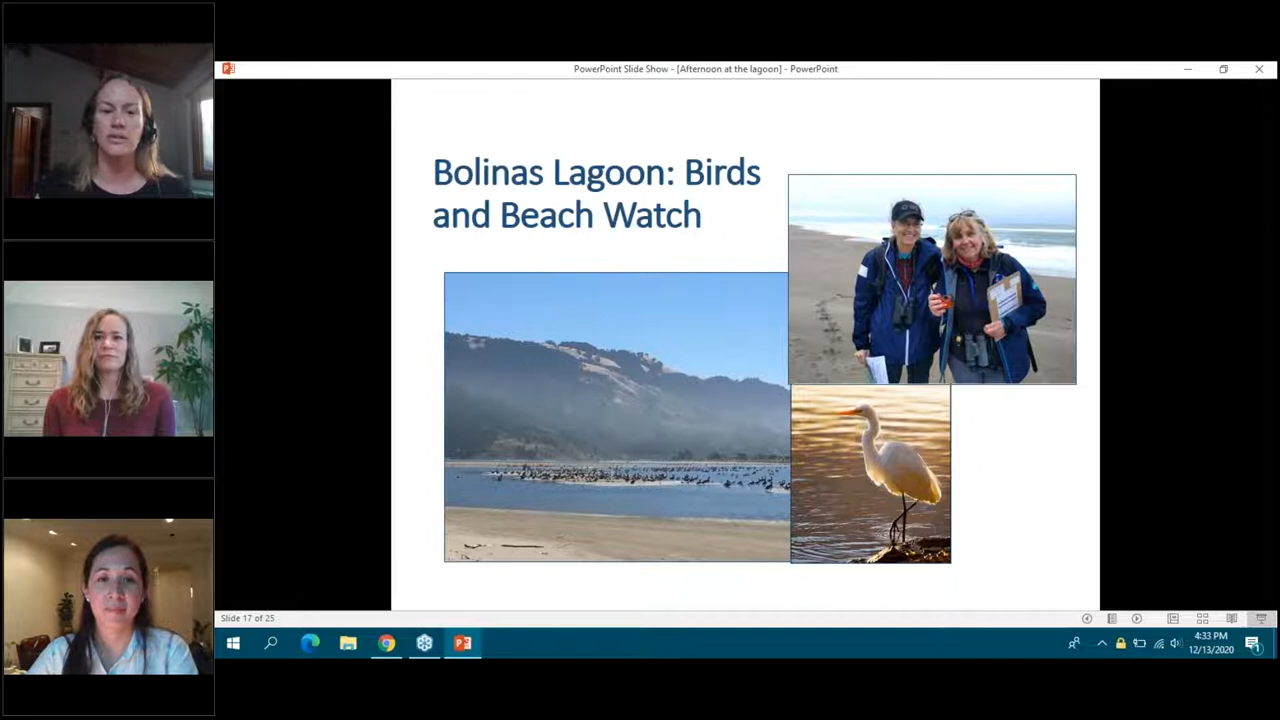 PowerPoint Slide Show - [Afternoon at the lagoon] - PowerPoint
Bolinas Lagoon: Birds
and Beach Watch
Slide 17 of 25
4:33 PM
12/13/2020
1